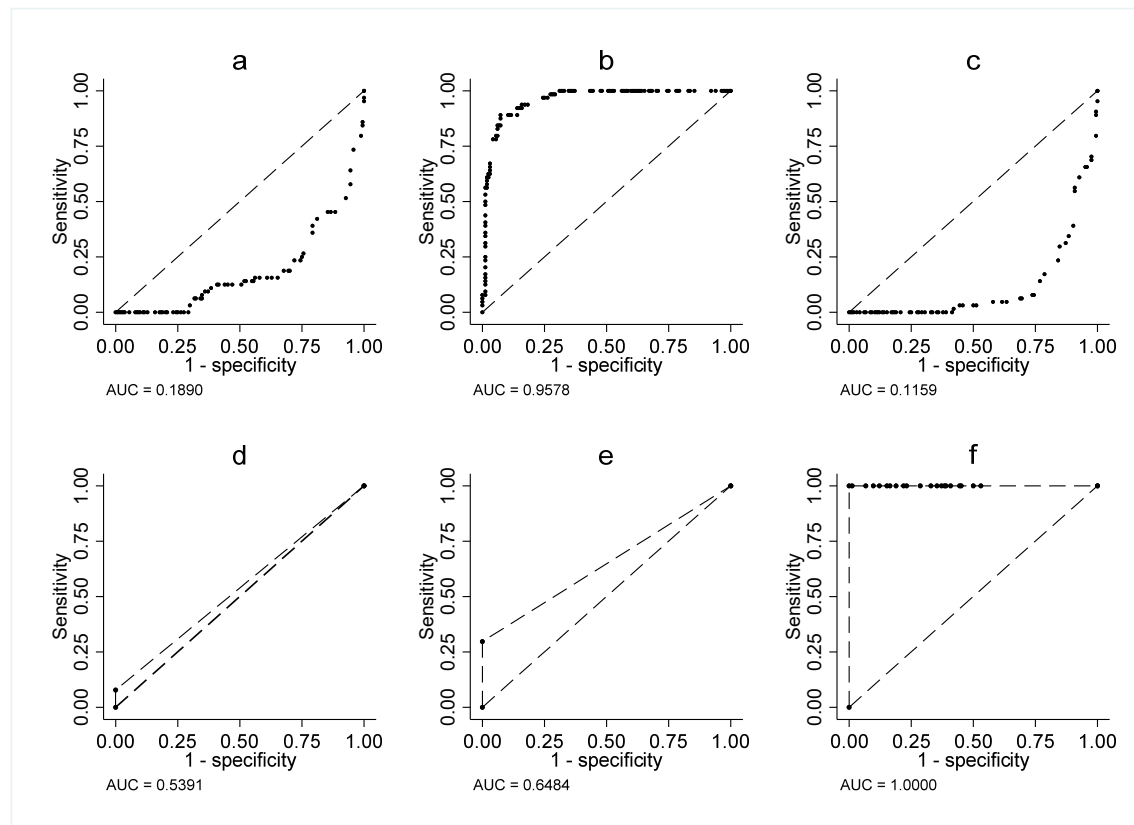 a b c
Sensitivity Sensitivity Sensitivity
1.00 1.00 1.00
0.75 0.75 0.75
0.50 0.50 0.50
0.25 0.25 0.25
0.00 0.00 0.00
0.00 0.25 0.50 0.75 1.00 0.00 0.25 0.50 0.75 1.00 0.00 0.25 0.50 0.75 1.00
1 - specificity 1 - specificity 1 - specificity
AUC = 0.1890 AUC = 0.9578 AUC = 0.1159
d e f
Sensitivity Sensitivity Sensitivity
1.00 1.00 1.00
0.75 0.75 0.75
0.50 0.50 0.50
0.25 0.25 0.25
0.00 0.00 0.00
0.00 0.25 0.50 0.75 1.00 0.00 0.25 0.50 0.75 1.00 0.00 0.25 0.50 0.75 1.00
1 - specificity 1 - specificity 1 - specificity
AUC = 0.5391 AUC = 0.6484 AUC = 1.0000